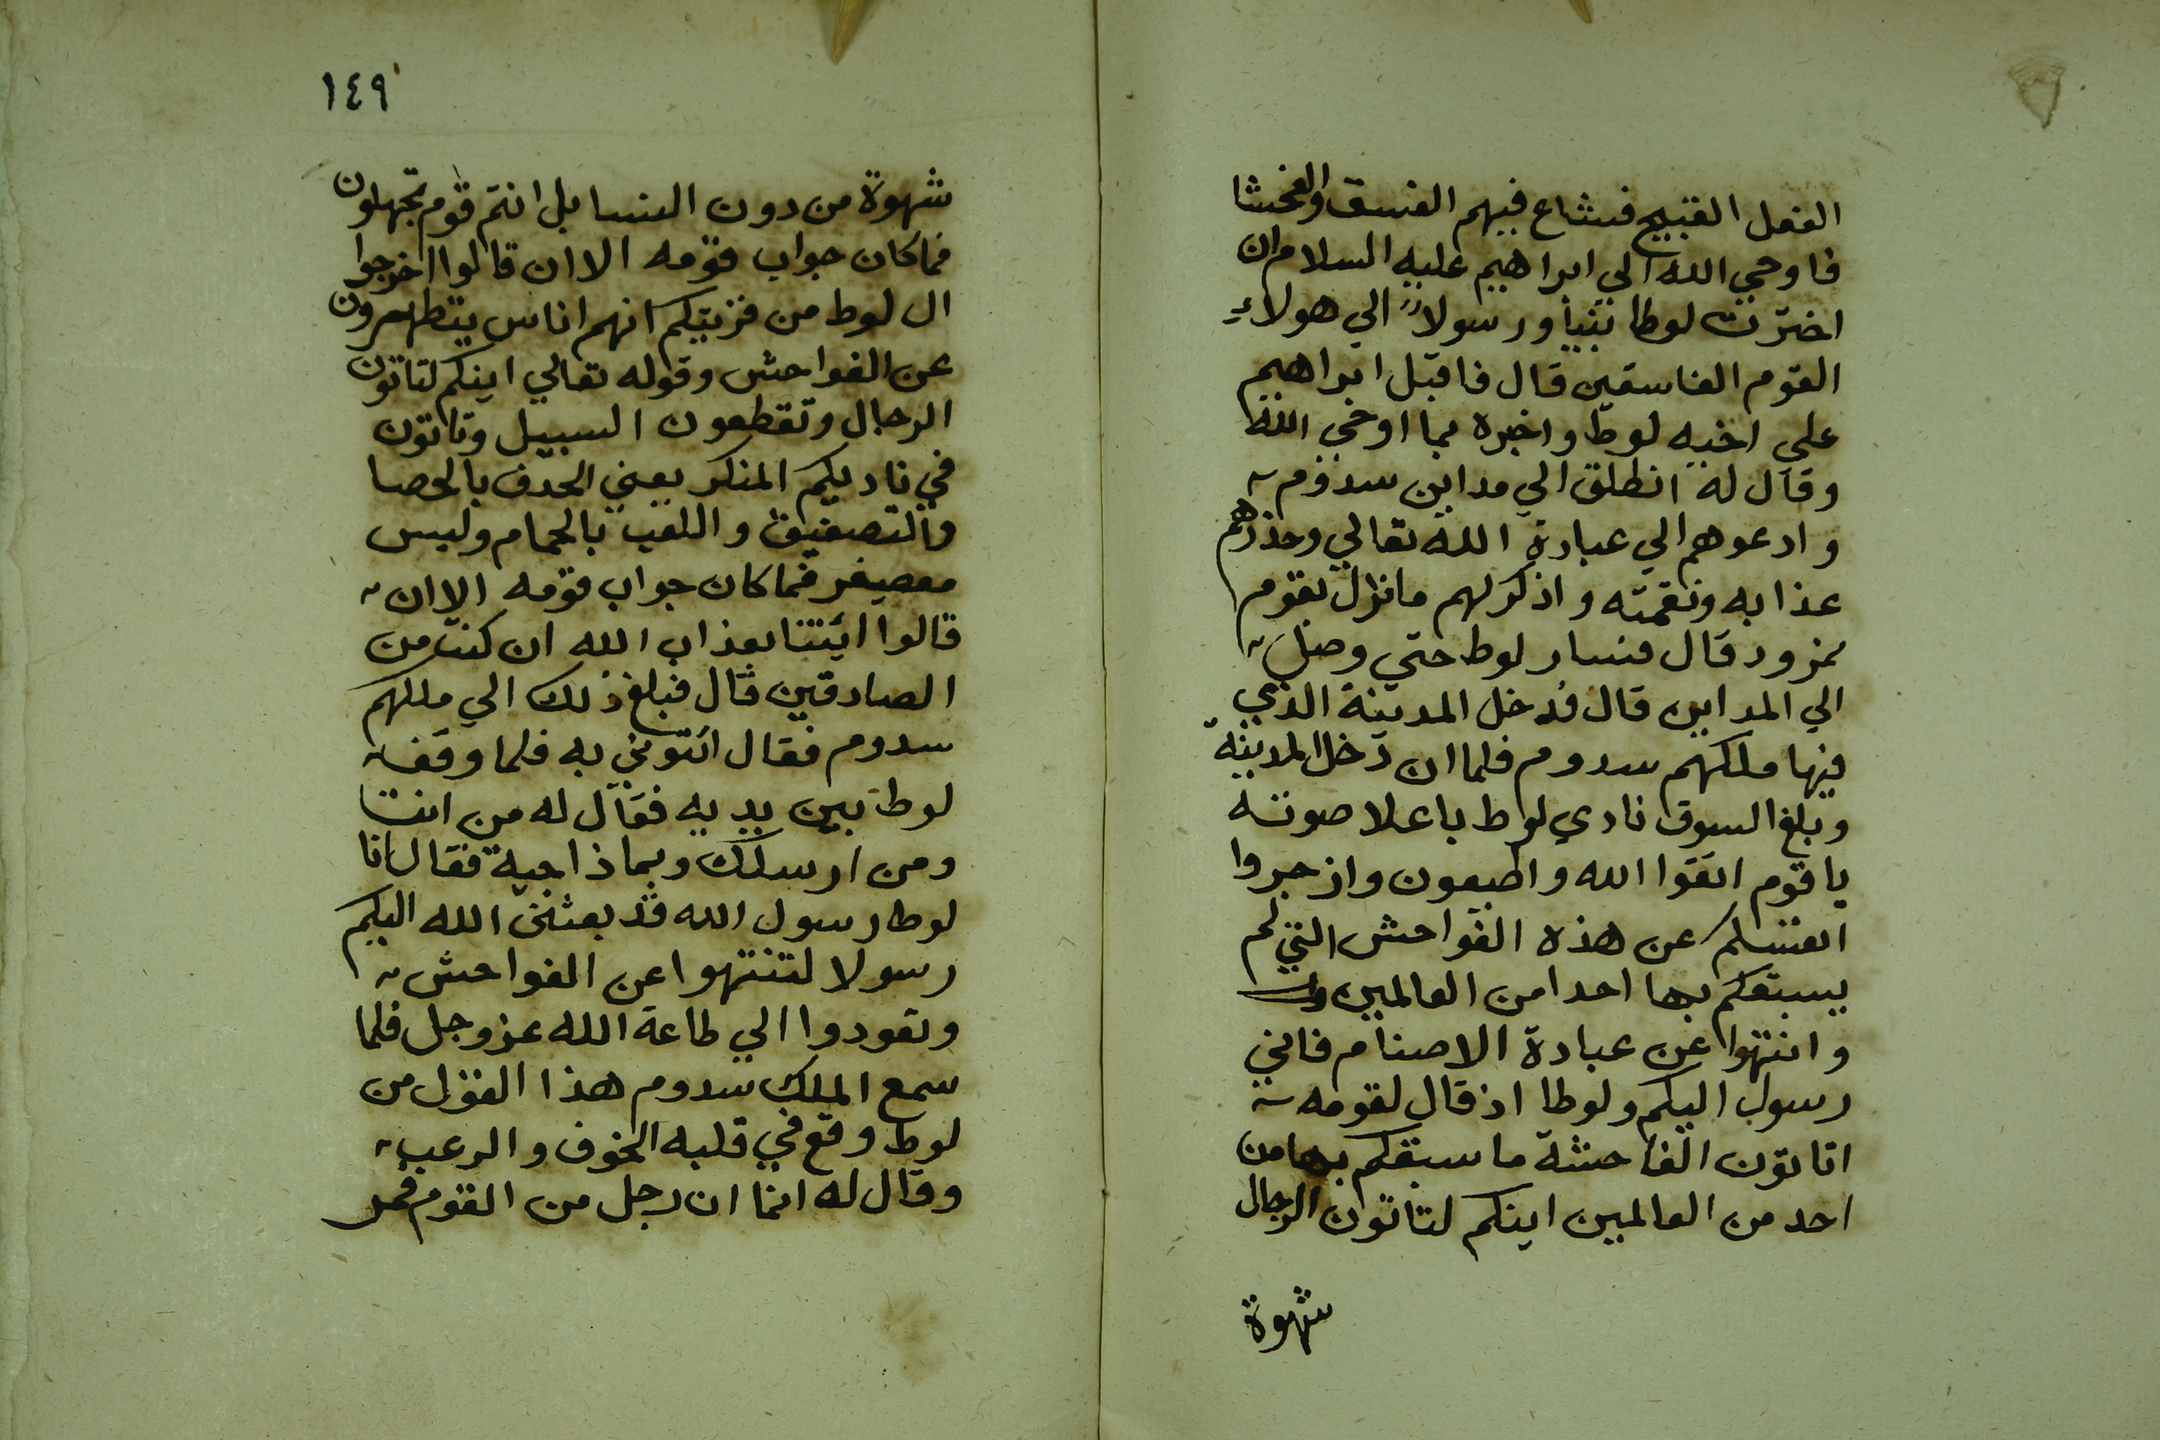 الفعل القبيح فشاع فيهم الفسق والفحشا
فاوحي الله الي ابراهيم عليه السلام ان
اخترت لوطا نبيا ورسولا الي هولاء
القوم الفاسقين قال فاقبل ابراهيم
علي اخيه لوط واخبره بما اوحي الله
وقال له انطلق الي مداين سدوم
وادعوهم الي عبادة الله تعالي وحذرهم
عذابه ونقمته واذكر لهم ما نزل بقوم
نمرود قال فسار لوط حتي وصل
الي المداين قال فدخل المدينة الذي
فيها ملكهم سدوم فلما ان دخل المدينة
وبلغ السوق نادي لوط باعلا صوته
يا قوم اتقوا الله واطيعون وازجروا
انفسكم عن هذه الفواحش التي لم
يسبقكم بها احدا من العالمين
وانتهوا عن عبادة الاصنام فاني
رسول اليكم ولوطا اذ قال لقومه
اتاتون الفاحشة ما سبقكم بها من
احد من العالمين اينكم لتاتون الرجال
شهوة
١٤٩
شهوة من دون النسا بل انتم قوم تجهلون
فما كان جواب قومه الا ان قالوا اخرجوا
ال لوط من قريتكم انهم اناس يتطهرون
عن الفواحش وقوله تعالي اينكم لتاتون
الرجال وتقطعون السبيل وتاتون
في ناديكم المنكر يعني الحدف بالحصا
والتصفيق واللعب بالحمام ولبس
معصيفر فما كان جواب قومه الا ان
قالوا ائتنا بعذاب الله ان كنت من
الصادقين قال فبلغ ذلك الي ملكهم
سدوم فقال ائتوني به فلما وقف
لوط بين يديه فقال له من انت
ومن ارسلك وبماذا جية فقال انا
لوط رسول الله قد بعثني الله اليكم
رسولا لتنتهوا عن الفواحش
وتعودوا الي طاعة الله عز وجل فلما
سمع الملك سدوم هذا القول من
لوط وقع في قلبه الخوف والرعب
وقال له انما ان رجل من القوم فمر